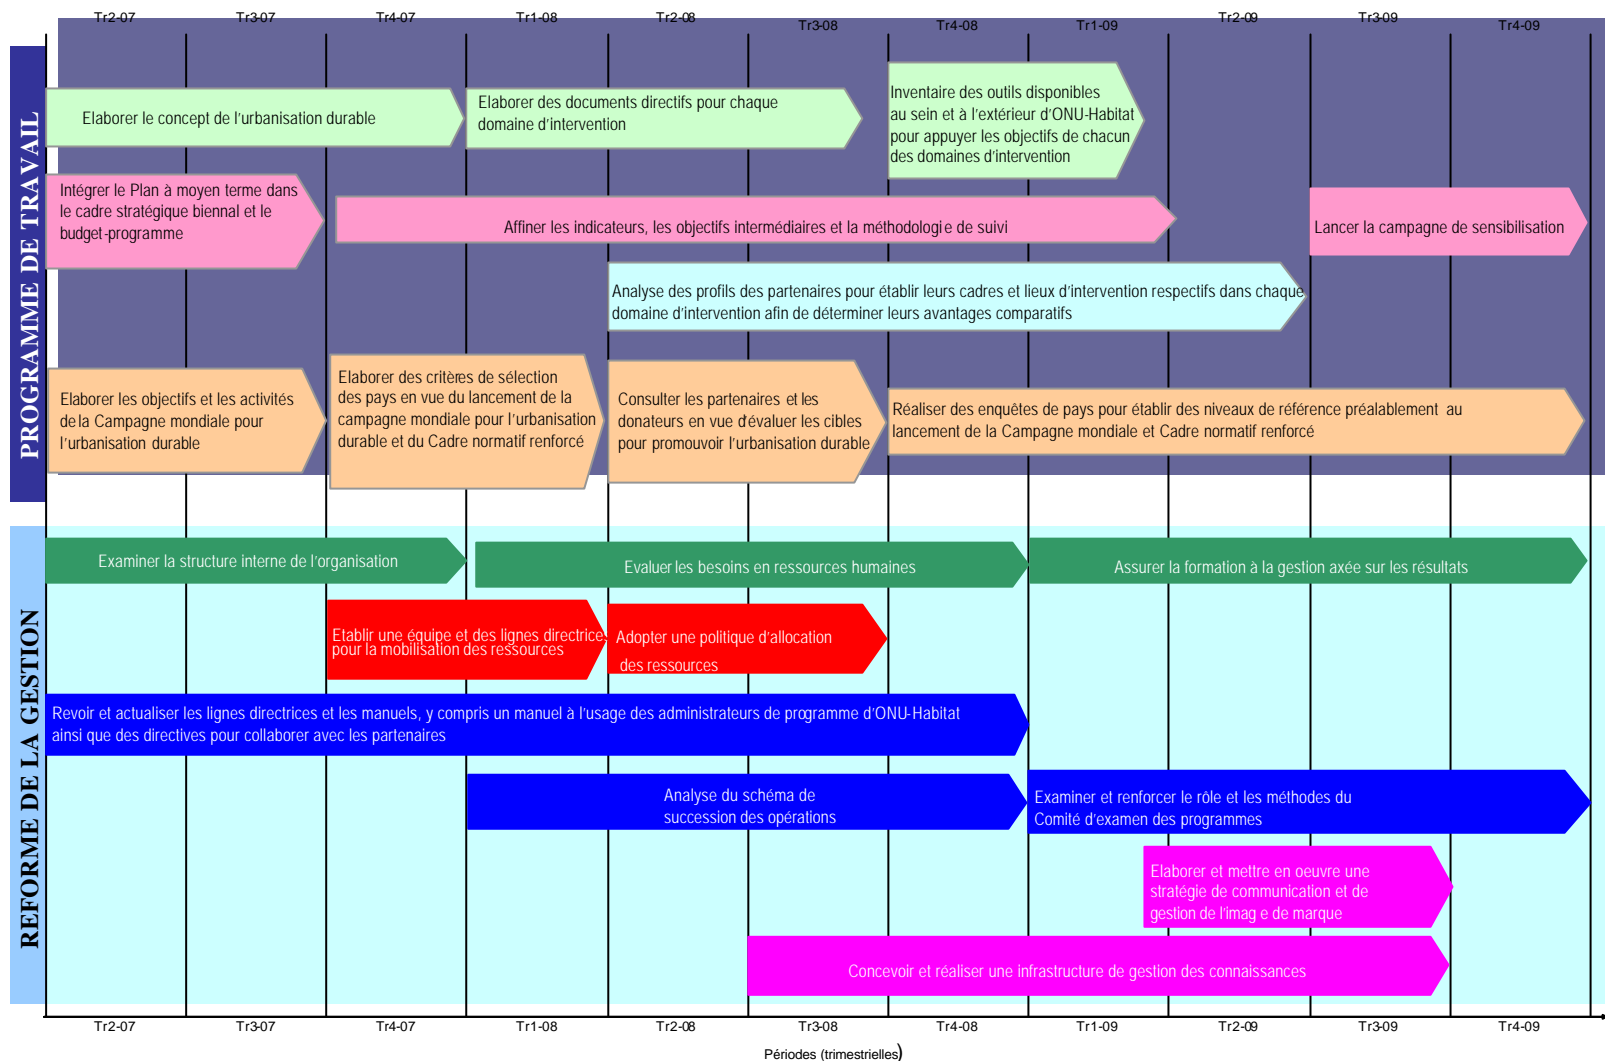 Tr2-07 Tr3-07 Tr4-07 Tr1-08 Tr2-08 Tr3-08 Tr4-08 Tr1-09 Tr2-09 Tr3-09 Tr4-09
PROGRAMME DE TRAVAIL
Elaborer le concept de l'urbanisation durable
Elaborer des documents directifs pour chaque
domaine d'intervention
Inventaire des outils disponibles
au sein et à l'extérieur d'ONU-Habitat
pour appuyer les objectifs de chacun
des domaines d'intervention
Intégrer le Plan à moyen terme dans
le cadre stratégique biennal et le
budget-programme
Affiner les indicateurs, les objectifs intermédiaires et la méthodologie de suivi
Lancer la campagne de sensibilisation
Analyse des profils des partenaires pour établir leurs cadres et lieux d'intervention respectifs dans chaque
domaine d'intervention afin de déterminer leurs avantages comparatifs
Elaborer les objectifs et les activités
de la Campagne mondiale pour
l'urbanisation durable
Elaborer des critères de sélection
des pays en vue du lancement de la
campagne mondiale pour l'urbanisation
durable et du Cadre normatif renforcé
Consulter les partenaires et les
donateurs en vue d'évaluer les cibles
pour promouvoir l'urbanisation durable
Réaliser des enquêtes de pays pour établir des niveaux de référence préalablement au
lancement de la Campagne mondiale et Cadre normatif renforcé
REFORME DE LA GESTION
Examiner la structure interne de l'organisation
Evaluer les besoins en ressources humaines
Assurer la formation à la gestion axée sur les résultats
Etablir une équipe et des lignes directrice
pour la mobilisation des ressources
Adopter une politique d'allocation
des ressources
Revoir et actualiser les lignes directrices et les manuels, y compris un manuel à l'usage des administrateurs de programme d'ONU-Habitat
ainsi que des directives pour collaborer avec les partenaires
Analyse du schéma de
succession des opérations
Examiner et renforcer le rôle et les méthodes du
Comité d'examen des programmes
Elaborer et mettre en oeuvre une
stratégie de communication et de
gestion de l'imag e de marque
Concevoir et réaliser une infrastructure de gestion des connaissances
Tr2-07 Tr3-07 Tr4-07 Tr1-08 Tr2-08 Tr3-08 Tr4-08 Tr1-09 Tr2-09 Tr3-09 Tr4-09
Périodes (trimestrielles)